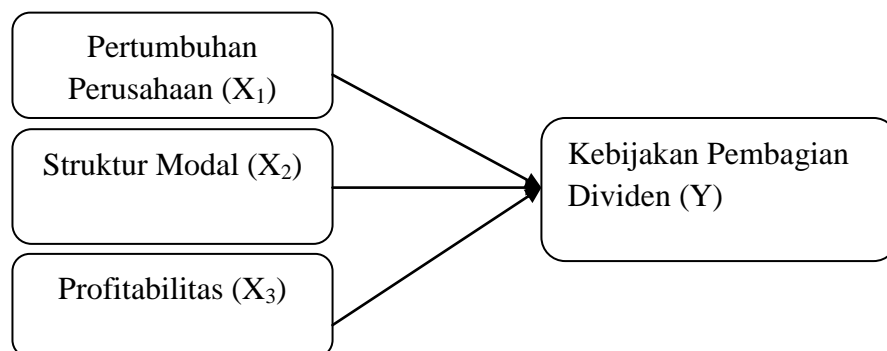 Pertumbuhan
Perusahaan (X₁)
Struktur Modal (X₂)
Kebijakan Pembagian
Dividen (Y)
Profitabilitas (X₃)